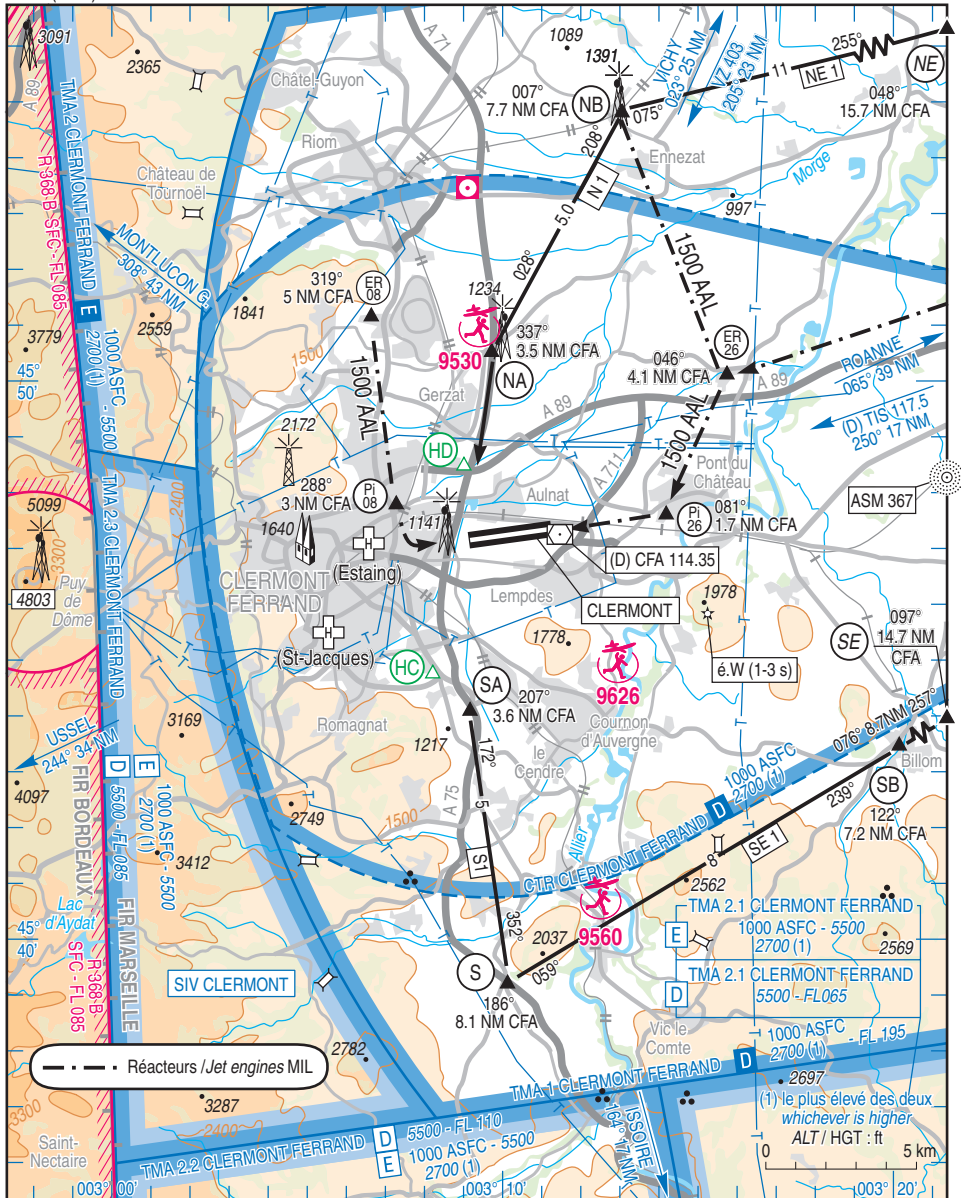 3091
2365
1089
1391
A 71
A 89
Châtel-Guyon
007°
7.7 NM CFA
NB
075°
VICHY
023° 25 NM
VZ 403
205° 23 NM
255°
11
NE 1
NE
048°
15.7 NM CFA
TMA 2 CLERMONT FERRAND
R 368 B SFC - FL 085
Riom
208°
N 1
5.0
028°
Ennezat
Morge
Château de
Tournoël
997
MONTLUCON G.
308° 43 NM
E
1000 ASFC - 5500
2700 (1)
2559
1841
1500
3779
45°
50'
319°
5 NM CFA
ER
08
1234
9530
337°
3.5 NM CFA
NA
1500 AAL
ER
26
046°
4.1 NM CFA
A 89
ROANNE
065° 39 NM
(D) TIS 117.5
250° 17 NM
1500 AAL
Gerzat
A 89
A 711
1500 AAL
2172
2400
HD
288°
3 NM CFA
Pi
08
Aulnat
Pont du
Château
ASM 367
5099
3300
4803
Puy
de
Dôme
TMA 2.3 CLERMONT FERRAND
1640
1141
081°
1.7 NM CFA
Pi
26
(Estaing)
(D) CFA 114.35
CLERMONT
FERRAND
Lempdes
CLERMONT
1978
é.W (1-3 s)
(St-Jacques)
1778
9626
SE
097°
14.7 NM
CFA
HC
SA
207°
3.6 NM CFA
Romagnat
1217
172°
le
Cendre
Cournon
d'Auvergne
USSEL
244° 34 NM
3169
4097
FIR BORDEAUX
FIR MARSEILLE
D
5500 - FL085
E
1000 ASFC - 5500
2700 (1)
2749
1500
A 75
5
S1
352°
3412
1000 ASFC
2700 (1)
076° 8.7NM 257°
Billom
SB
122°
7.2 NM CFA
239°
CTR CLERMONT FERRAND
D
Allier
8
SE 1
2562
Lac
d'Aydat
R 368 B
SFC - FL 085
9560
2037
059°
S
186°
8.1 NM CFA
TMA 2.1 CLERMONT FERRAND
E
1000 ASFC - 5500
2700 (1)
2569
TMA 2.1 CLERMONT FERRAND
D
5500 - FL065
45°
40'
SIV CLERMONT
Vic le
Comte
2782
Réacteurs / Jet engines MIL
TMA 1 CLERMONT FERRAND
D
1000 ASFC
2700 (1)
- FL 195
2697
3287
3300
2400
Saint-
Nectaire
TMA 2.2 CLERMONT FERRAND
D
5500 - FL 110
E
1000 ASFC - 5500
2700 (1)
ISSOIRE
164° 17 NM
(1) le plus élevé des deux
whichever is higher
ALT / HGT : ft
0
5 km
003° 00'
003° 10'
003° 20'